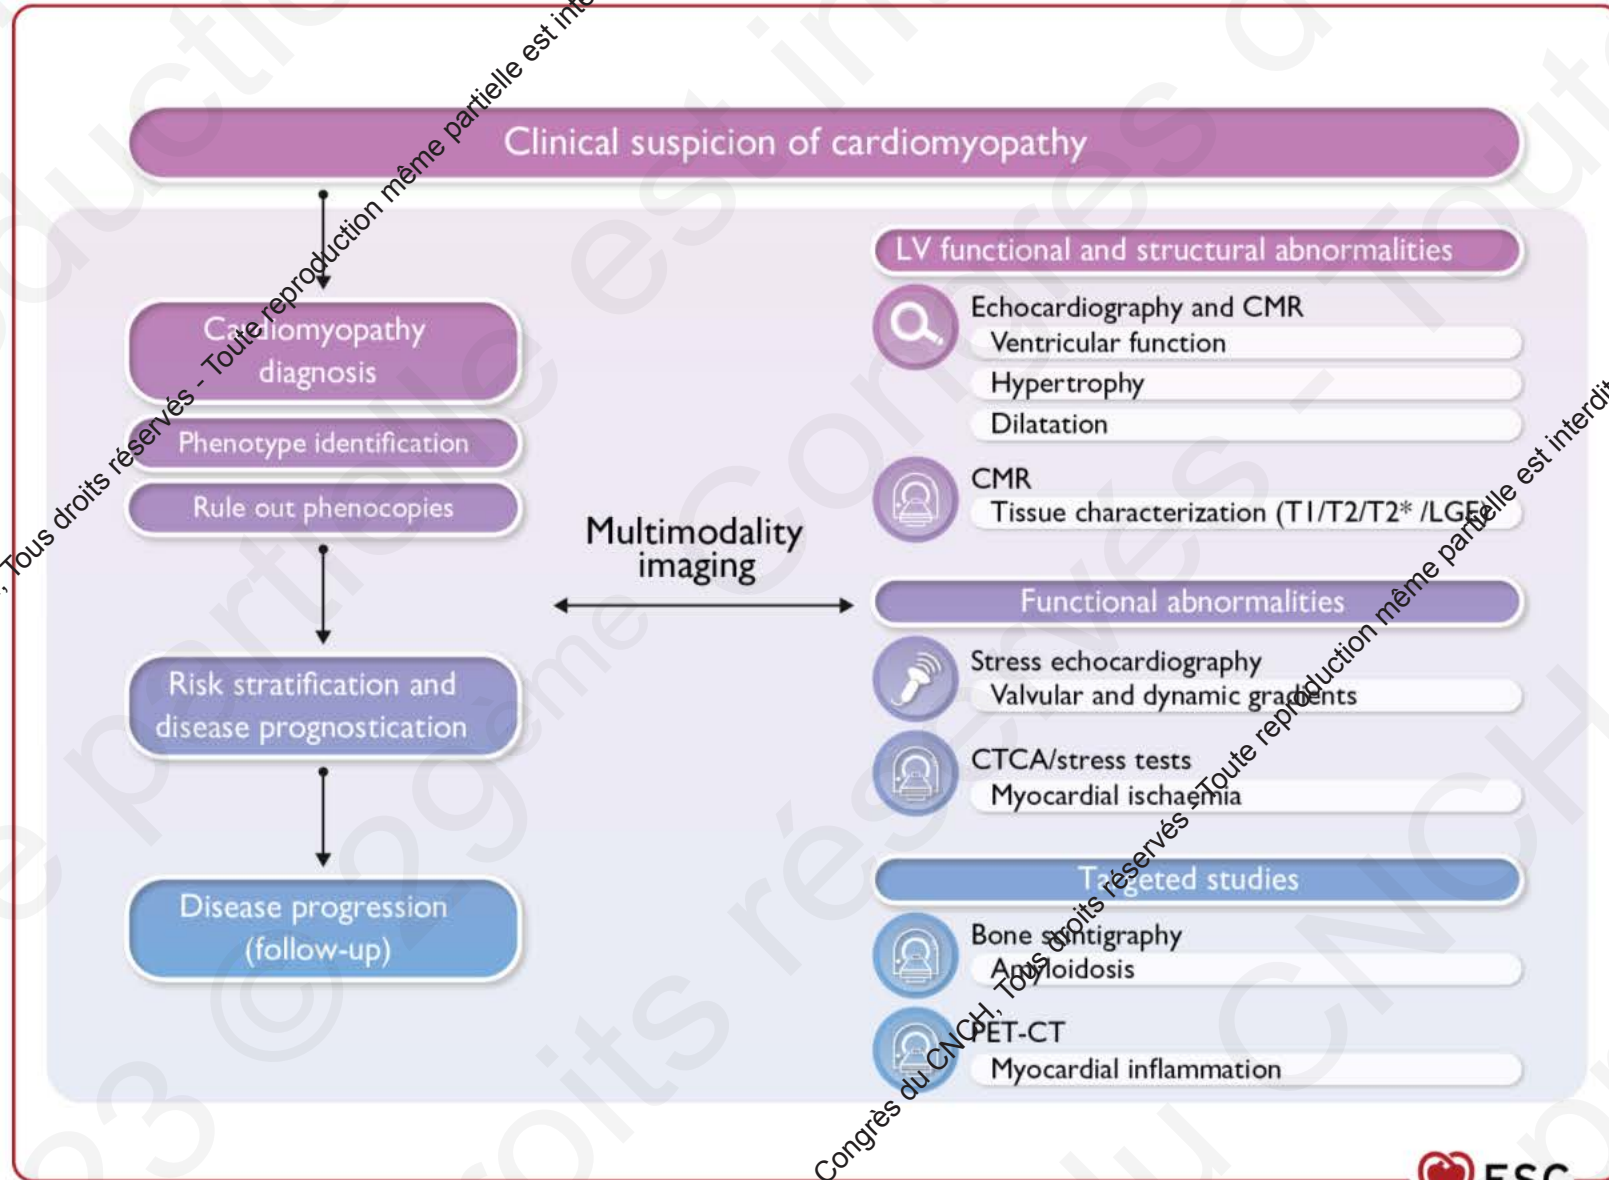 Clinical suspicion of cardiomyopathy
Cardiomyopathy
diagnosis
Phenotype identification
Rule out phenocopies
Risk stratification and
disease prognostication
Disease progression
(follow-up)
Multimodality
imaging
LV functional and structural abnormalities
Echocardiography and CMR
Ventricular function
Hypertrophy
Dilatation
CMR
Tissue characterization (T1/T2/T2* /LGE)
Functional abnormalities
Stress echocardiography
Valvular and dynamic gradients
CTCA/stress tests
Myocardial ischaemia
Targeted studies
Bone scintigraphy
Amyloidosis
PET-CT
Myocardial inflammation
ESC
, Tous droits réservés - Toute reproduction même partielle est
Congrès du CNCH, Tous droits réservés - Toute reproduction même partielle est interdit